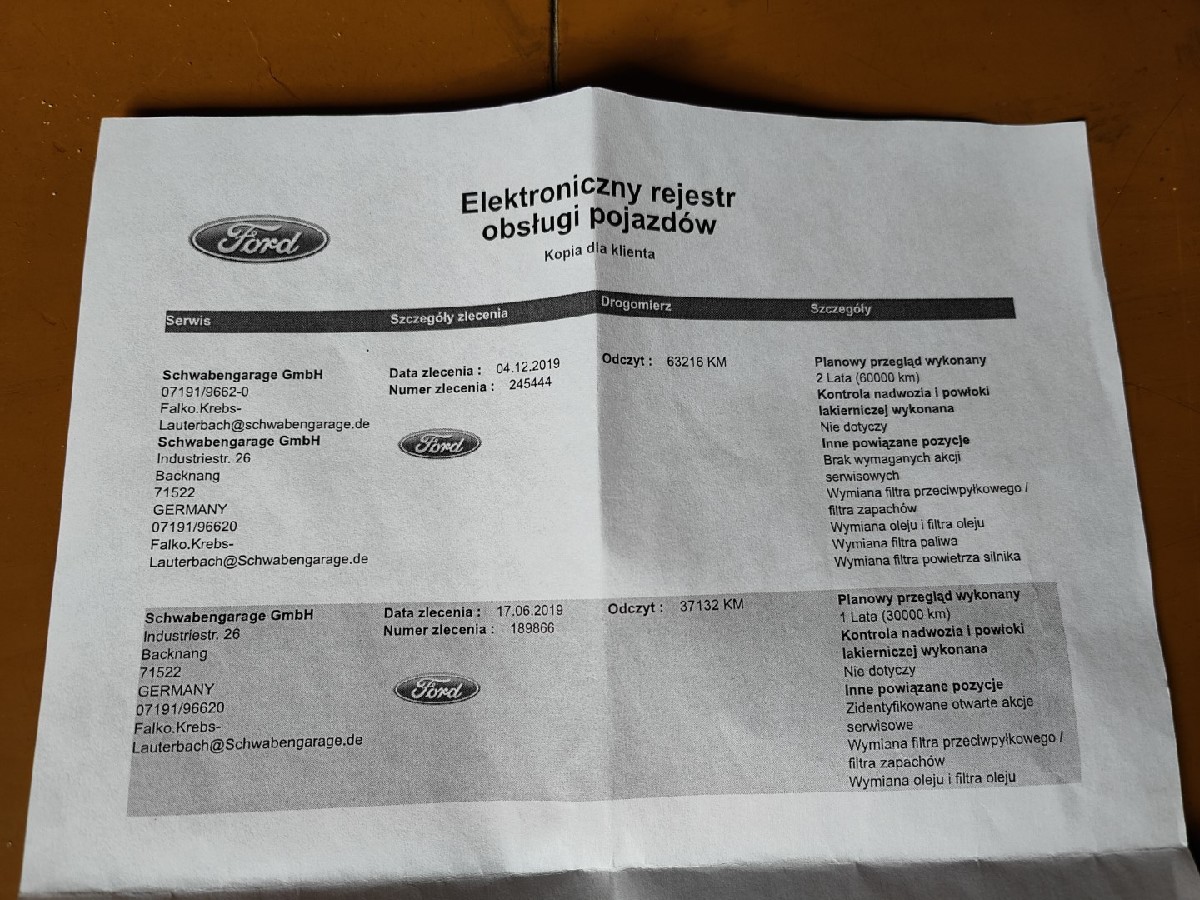 Elektroniczny rejestr
obsługi pojazdów
Kopia dla klienta
Ford
Serwis Szczegóły zlecenia Drogomierz Szczegóły
Schwabengarage GmbH
07191/9662-0
Falko.Krebs-
Lauterbach@schwabengarage.de
Schwabengarage GmbH
Industriestr. 26
Backnang
71522
GERMANY
07191/96620
Falko.Krebs-
Lauterbach@Schwabengarage.de
Data zlecenia : 04.12.2019
Numer zlecenia : 245444
Ford
Odczyt : 63216 KM
Planowy przegląd wykonany
2 Lata (60000 km)
Kontrola nadwozia i powłoki
lakierniczej wykonana
Nie dotyczy
Inne powiązane pozycje
Brak wymaganych akcji
serwisowych
Wymiana filtra przeciwpyłkowego /
filtra zapachów
Wymiana oleju i filtra oleju
Wymiana filtra paliwa
Wymiana filtra powietrza silnika
Schwabengarage GmbH
Industriestr. 26
Backnang
71522
GERMANY
07191/96620
Falko.Krebs-
Lauterbach@Schwabengarage.de
Data zlecenia : 17.06.2019
Numer zlecenia : 189866
Ford
Odczyt : 37132 KM
Planowy przegląd wykonany
1 Lata (30000 km)
Kontrola nadwozia i powłoki
lakierniczej wykonana
Nie dotyczy
Inne powiązane pozycje
Zidentyfikowane otwarte akcje
serwisowe
Wymiana filtra przeciwpyłkowego /
filtra zapachów
Wymiana oleju i filtra oleju